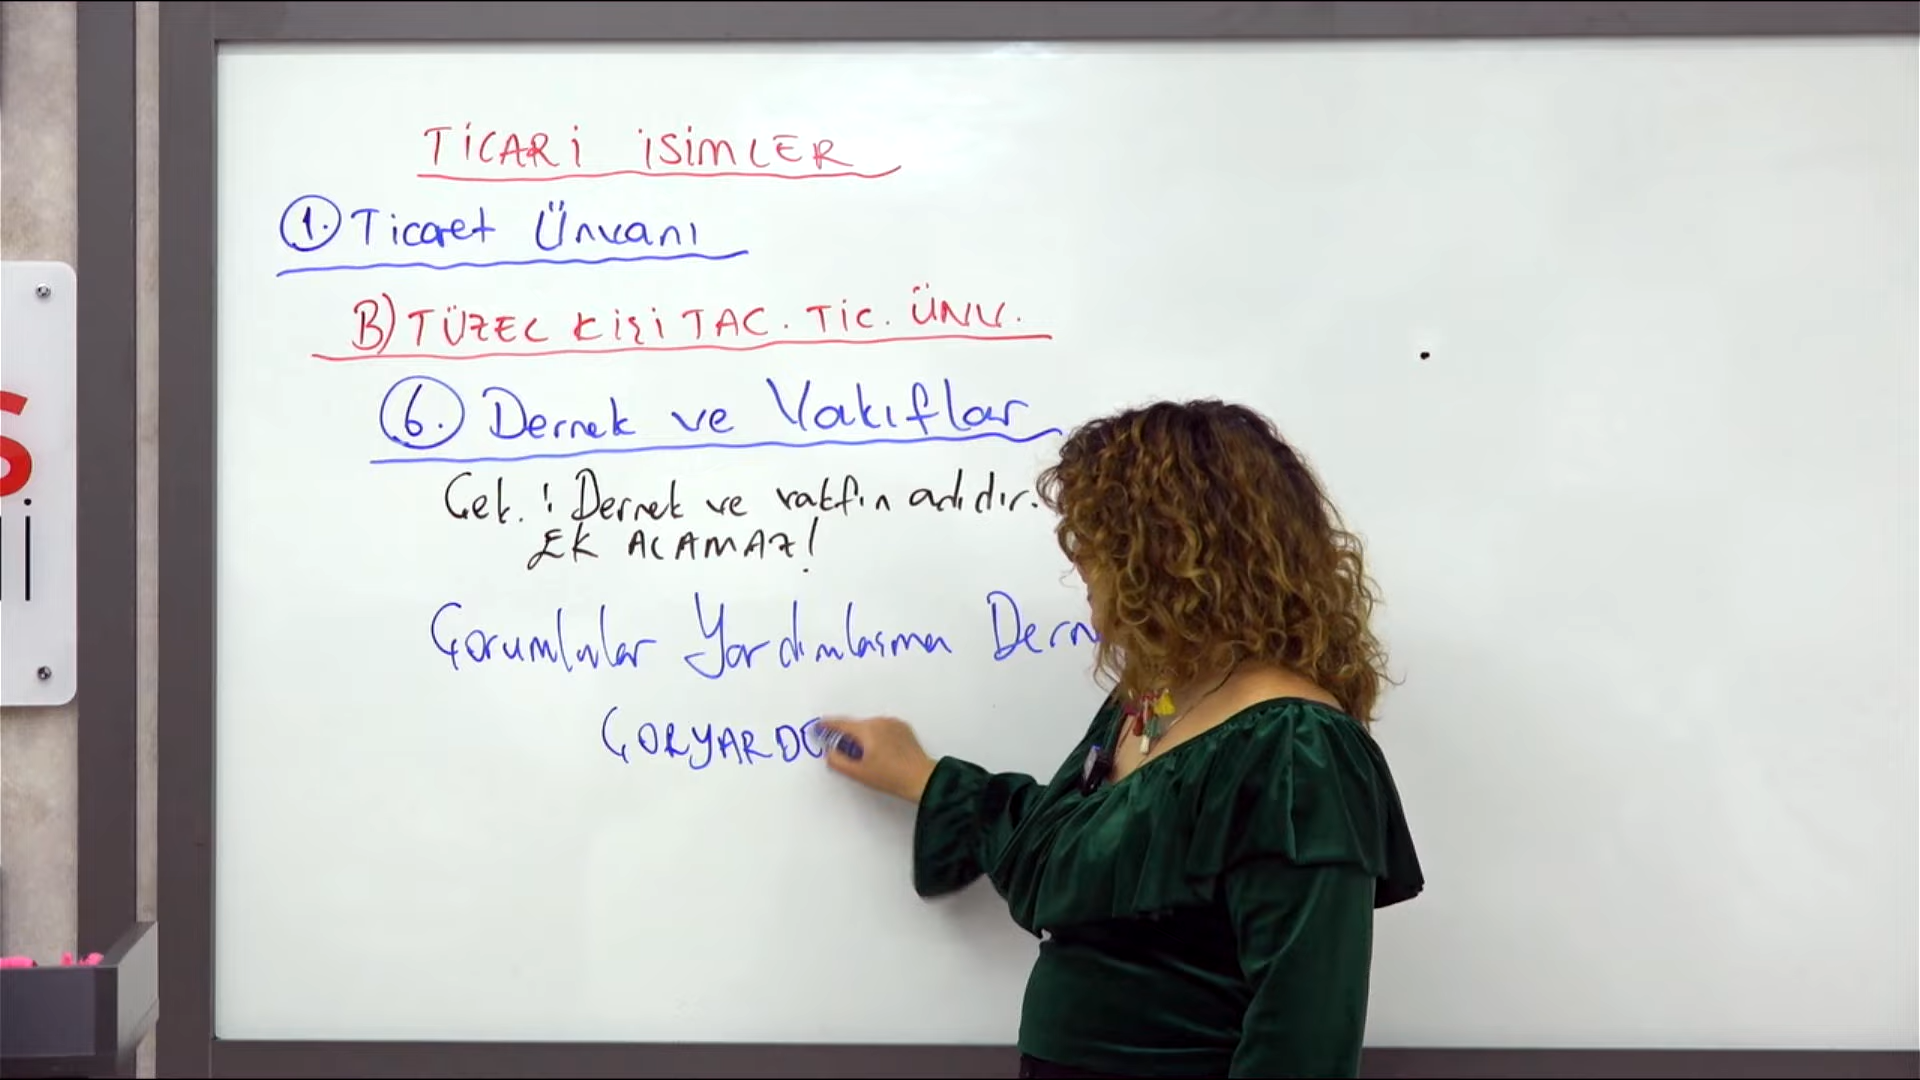 TİCARİ İSİMLER
1. Ticaret Ünvanı
B) TÜZEL KİŞİ TAC. TİC. ÜNV.
6. Dernek ve Vakıflar
Çek. : Dernek ve vakfın adıdır.
EK ALAMAZ!
Çorumlular Yardımlaşma Dern
ÇORYARD